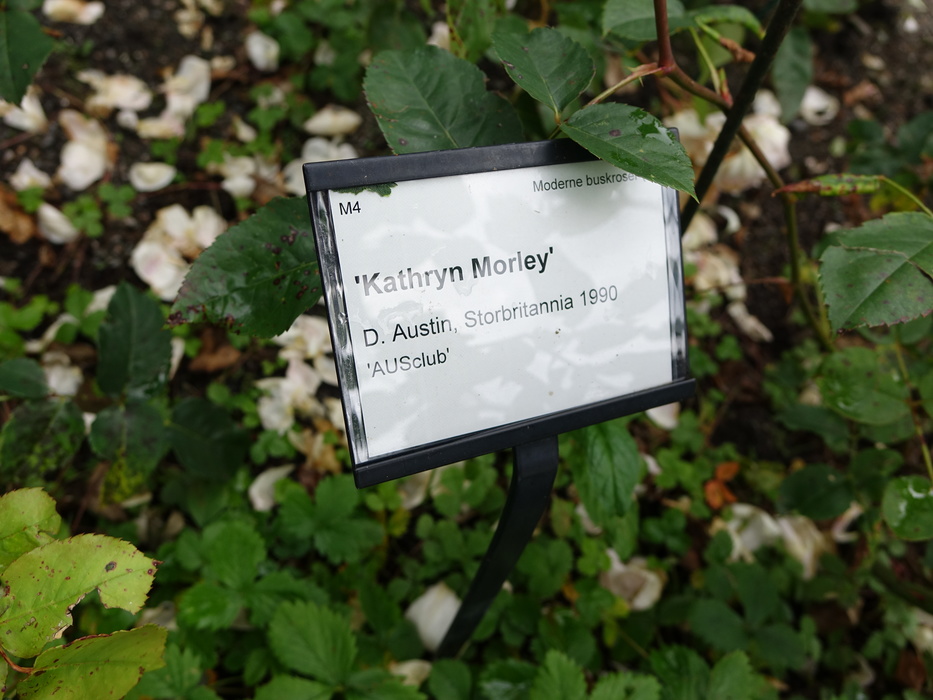 Moderne buskroser
M4
'Kathryn Morley'
D. Austin, Storbritannia 1990
'AUSclub'